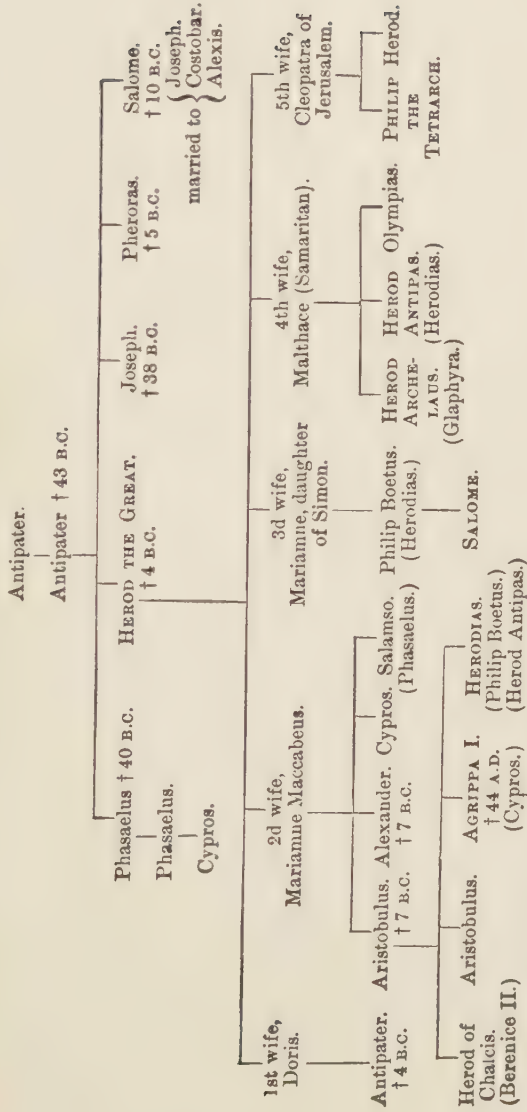 Antipater.
Antipater † 43 B.C.
Phasaelus † 40 B.C.
HEROD THE GREAT.
† 4 B.C.
Joseph.
† 38 B.C.
Pheroras.
† 5 B.C.
Salome.
† 10 B.C.
married to { Joseph.
Costobar.
Alexis.
Phasaelus.
Cypros.
1st wife,
Doris.
2d wife,
Mariamne Maccabeus.
3d wife,
Mariamne, daughter
of Simon.
4th wife,
Malthace (Samaritan).
5th wife,
Cleopatra of
Jerusalem.
Antipater.
† 4 B.C.
Aristobulus.
† 7 B.C.
Alexander.
† 7 B.C.
Cypros.
Salamso.
(Phasaelus.)
Philip Boetus.
(Herodias.)
HEROD
ARCHE-
LAUS.
(Glaphyra.)
HEROD
ANTIPAS.
(Herodias.)
Olympias.
PHILIP
THE
TETRARCH.
Herod.
Herod of
Chalcis.
(Berenice II.)
Aristobulus.
AGRIPPA I.
† 44 A.D.
(Cypros.)
HERODIAS.
(Philip Boetus.)
(Herod Antipas.)
SALOME.